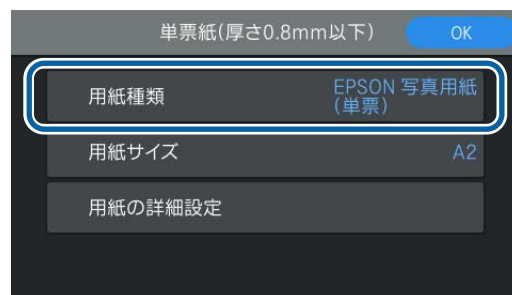 単票紙(厚さ0.8mm以下)
OK
用紙種類
EPSON 写真用紙
(単票)
用紙サイズ
A2
用紙の詳細設定